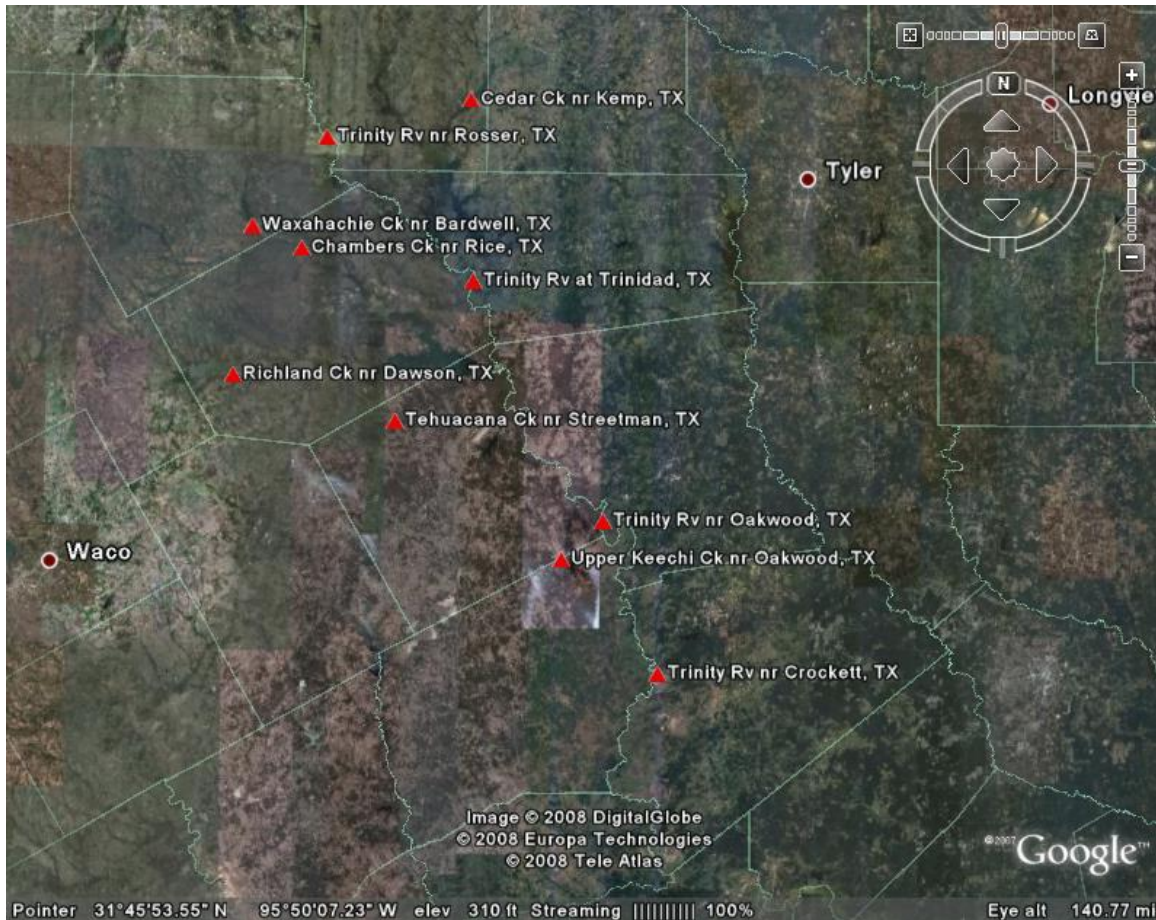 N
Longvie
Cedar Ck nr Kemp, TX
Trinity Rv nr Rosser, TX
Tyler
Waxahachie Ck nr Bardwell, TX
Chambers Ck nr Rice, TX
Trinity Rv at Trinidad, TX
Richland Ck nr Dawson, TX
Tehuacana Ck nr Streetman, TX
Trinity Rv nr Oakwood, TX
Waco
Upper Keechi Ck nr Oakwood, TX
Trinity Rv nr Crockett, TX
Image © 2008 DigitalGlobe
© 2008 Europa Technologies
© 2008 Tele Atlas
©2007 Google™
Pointer 31°45'53.55" N 95°50'07.23" W elev 310 ft Streaming |||||||||| 100% Eye alt 140.77 mi